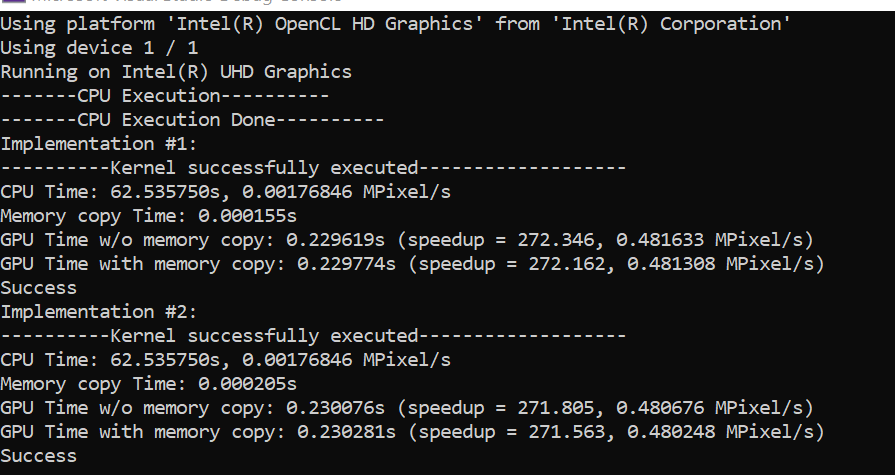 Microsoft Visual Studio Debug Console
Using platform 'Intel(R) OpenCL HD Graphics' from 'Intel(R) Corporation'
Using device 1 / 1
Running on Intel(R) UHD Graphics
-------CPU Execution----------
-------CPU Execution Done----------
Implementation #1:
----------Kernel successfully executed-------------------
CPU Time: 62.535750s, 0.00176846 MPixel/s
Memory copy Time: 0.000155s
GPU Time w/o memory copy: 0.229619s (speedup = 272.346, 0.481633 MPixel/s)
GPU Time with memory copy: 0.229774s (speedup = 272.162, 0.481308 MPixel/s)
Success
Implementation #2:
----------Kernel successfully executed-------------------
CPU Time: 62.535750s, 0.00176846 MPixel/s
Memory copy Time: 0.000205s
GPU Time w/o memory copy: 0.230076s (speedup = 271.805, 0.480676 MPixel/s)
GPU Time with memory copy: 0.230281s (speedup = 271.563, 0.480248 MPixel/s)
Success